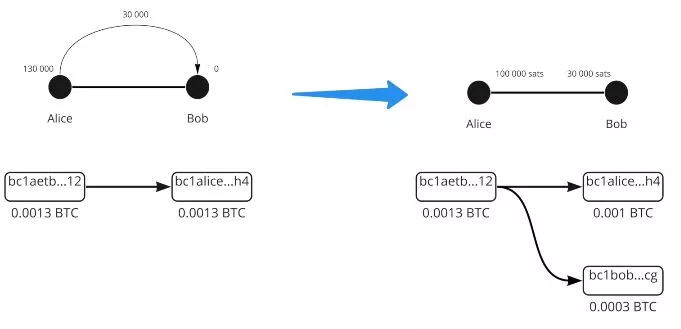 30 000
130 000
0
Alice
Bob
bc1aetb...12
bc1alice...h4
0.0013 BTC
0.0013 BTC
100 000 sats
30 000 sats
Alice
Bob
bc1aetb...12
bc1alice...h4
0.0013 BTC
0.001 BTC
bc1bob...cg
0.0003 BTC